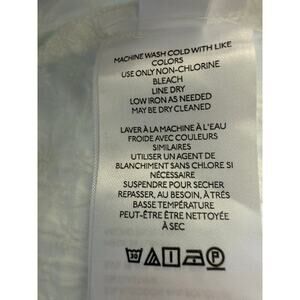 MACHINE WASH COLD WITH LIKE
COLORS
USE ONLY NON-CHLORINE
BLEACH
LINE DRY
LOW IRON AS NEEDED
MAY BE DRY CLEANED
LAVER À LA MACHINE À L'EAU
FROIDE AVEC COULEURS
SIMILAIRES
UTILISER UN AGENT DE
BLANCHIMENT SANS CHLORE SI
NÉCESSAIRE
SUSPENDRE POUR SECHER
REPASSER, AU BESOIN, À TRÉS
BASSE TEMPÉRATURE
PEUT-ÊTRE ÊTRE NETTOYÉE
À SEC
30
P